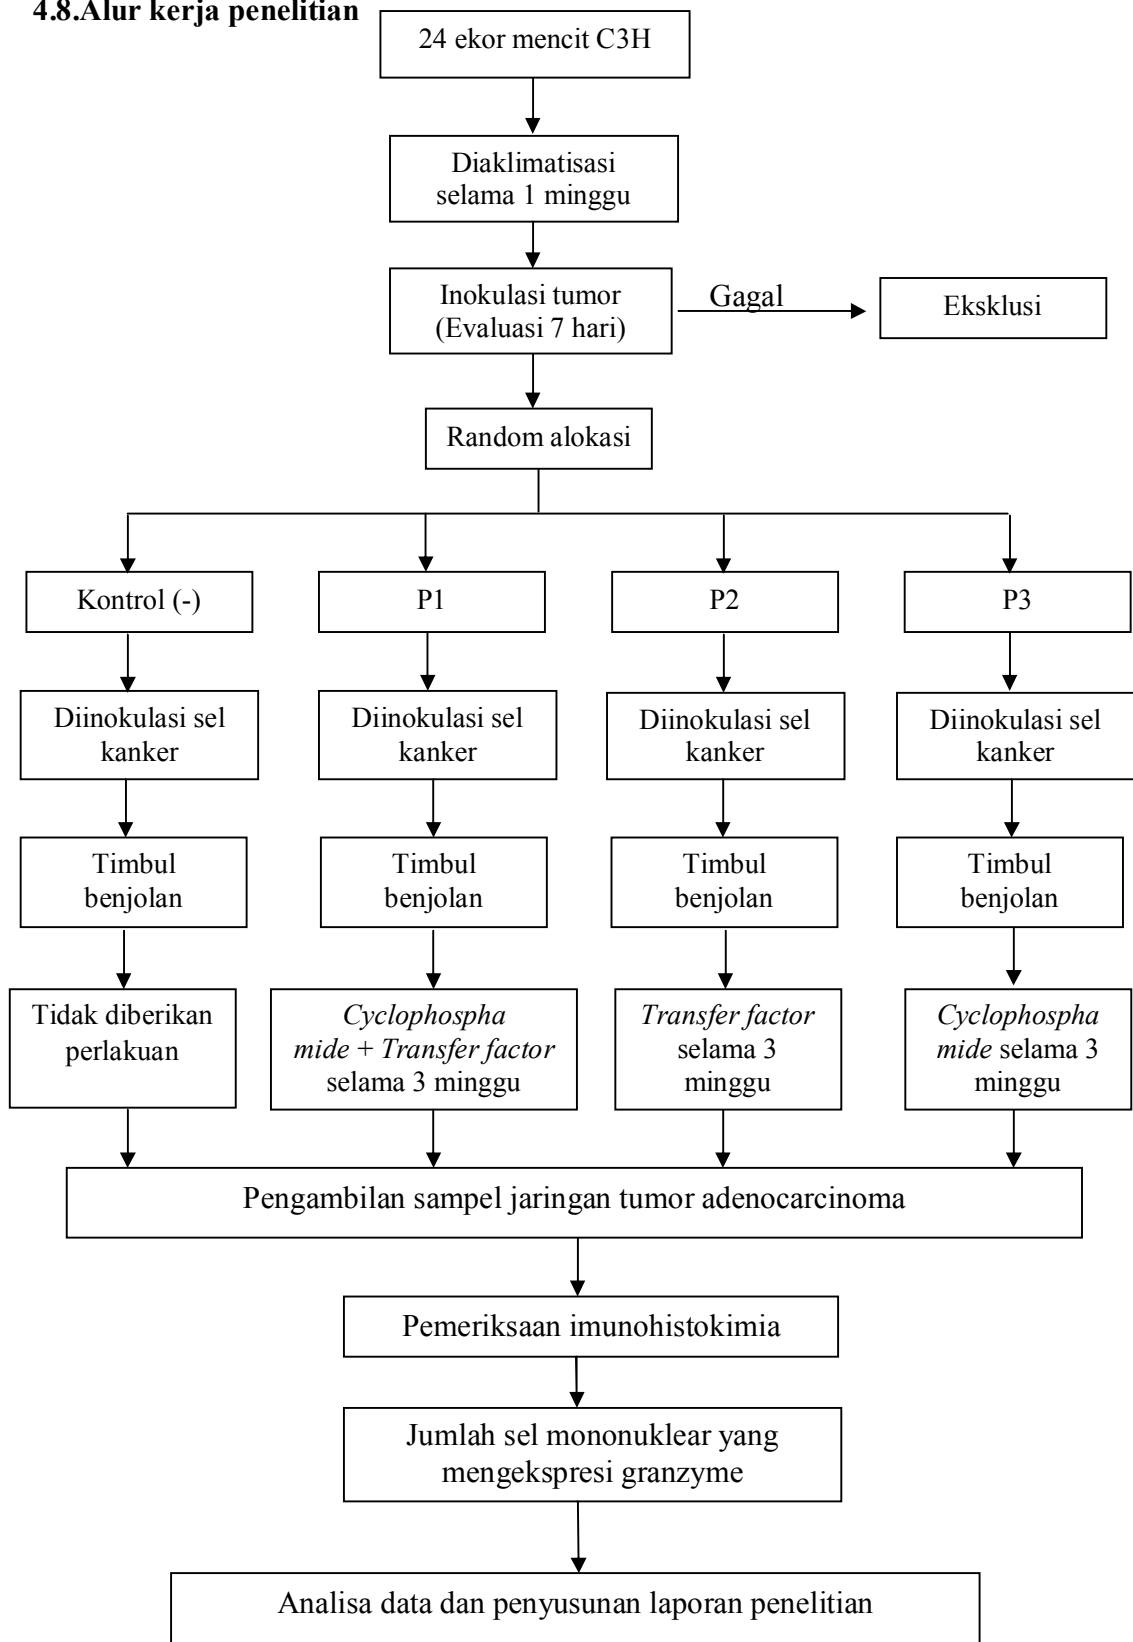 4.8.Alur kerja penelitian
24 ekor mencit C3H
Diaklimatisasi
selama 1 minggu
Inokulasi tumor
(Evaluasi 7 hari)
Gagal
Eksklusi
Random alokasi
Kontrol (-)
P1
P2
P3
Diinokulasi sel
kanker
Diinokulasi sel
kanker
Diinokulasi sel
kanker
Diinokulasi sel
kanker
Timbul
benjolan
Timbul
benjolan
Timbul
benjolan
Timbul
benjolan
Tidak diberikan
perlakuan
Cyclophospha
mide + Transfer factor
selama 3 minggu
Transfer factor
selama 3
minggu
Cyclophospha
mide selama 3
minggu
Pengambilan sampel jaringan tumor adenocarcinoma
Pemeriksaan imunohistokimia
Jumlah sel mononuklear yang
mengekspresi granzyme
Analisa data dan penyusunan laporan penelitian